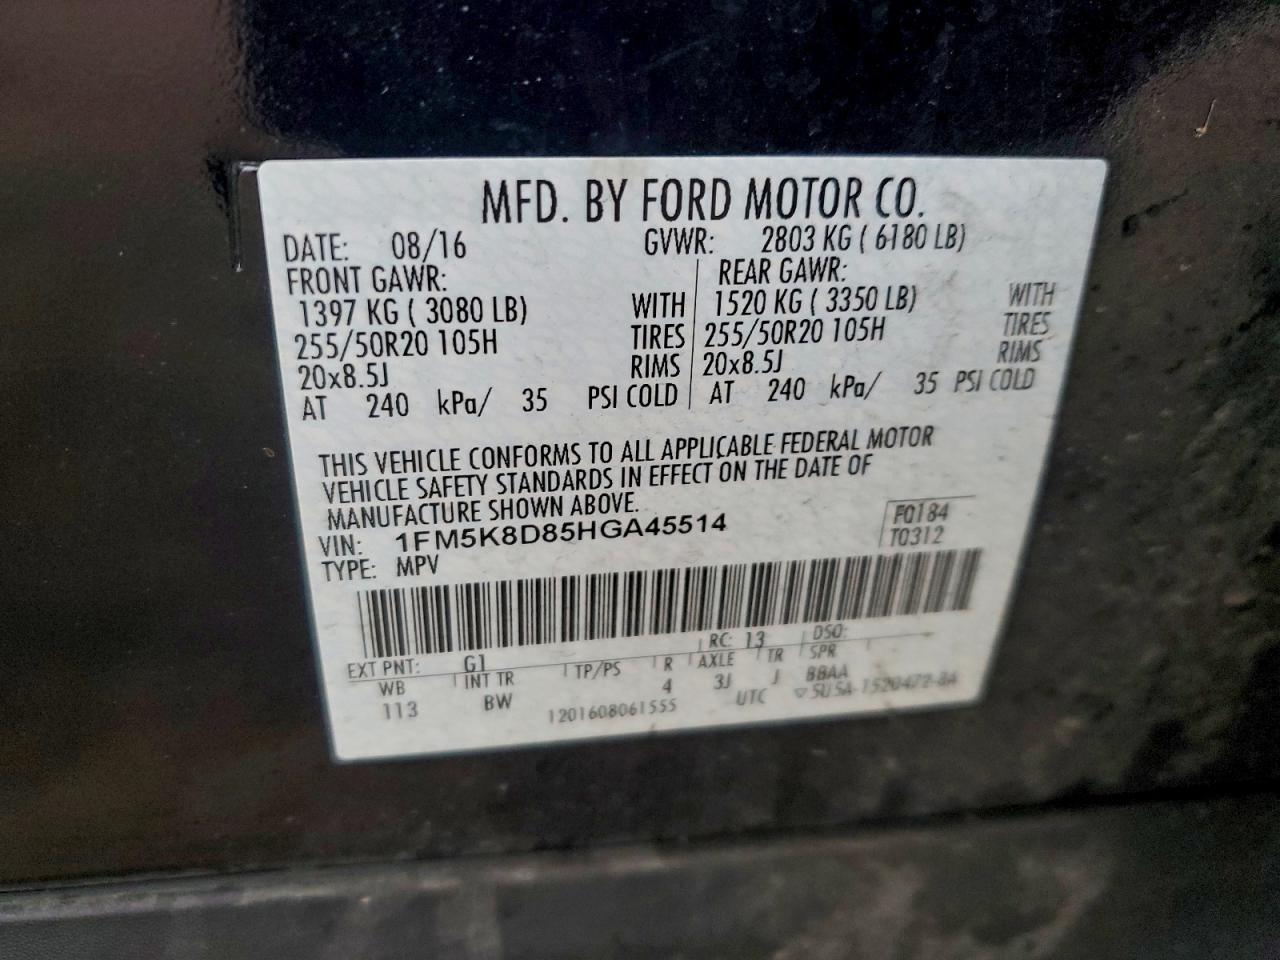 MFD. BY FORD MOTOR CO.
DATE: 08/16 GVWR: 2803 KG ( 6180 LB)
FRONT GAWR: REAR GAWR:
1397 KG ( 3080 LB) WITH 1520 KG ( 3350 LB) WITH
255/50R20 105H TIRES 255/50R20 105H TIRES
20x8.5J RIMS 20x8.5J RIMS
AT 240 kPa/ 35 PSI COLD AT 240 kPa/ 35 PSI COLD
THIS VEHICLE CONFORMS TO ALL APPLICABLE FEDERAL MOTOR
VEHICLE SAFETY STANDARDS IN EFFECT ON THE DATE OF
MANUFACTURE SHOWN ABOVE.
VIN: 1FM5K8D85HGA45514 F0184
TYPE: MPV T0312
EXT PNT: G1 RC: 13 DSO:
WB INT TR TP/PS R AXLE TR SPR
113 BW 4 3J J BBAA
1201608061555 UTC ▽5U5A-1520472-BA